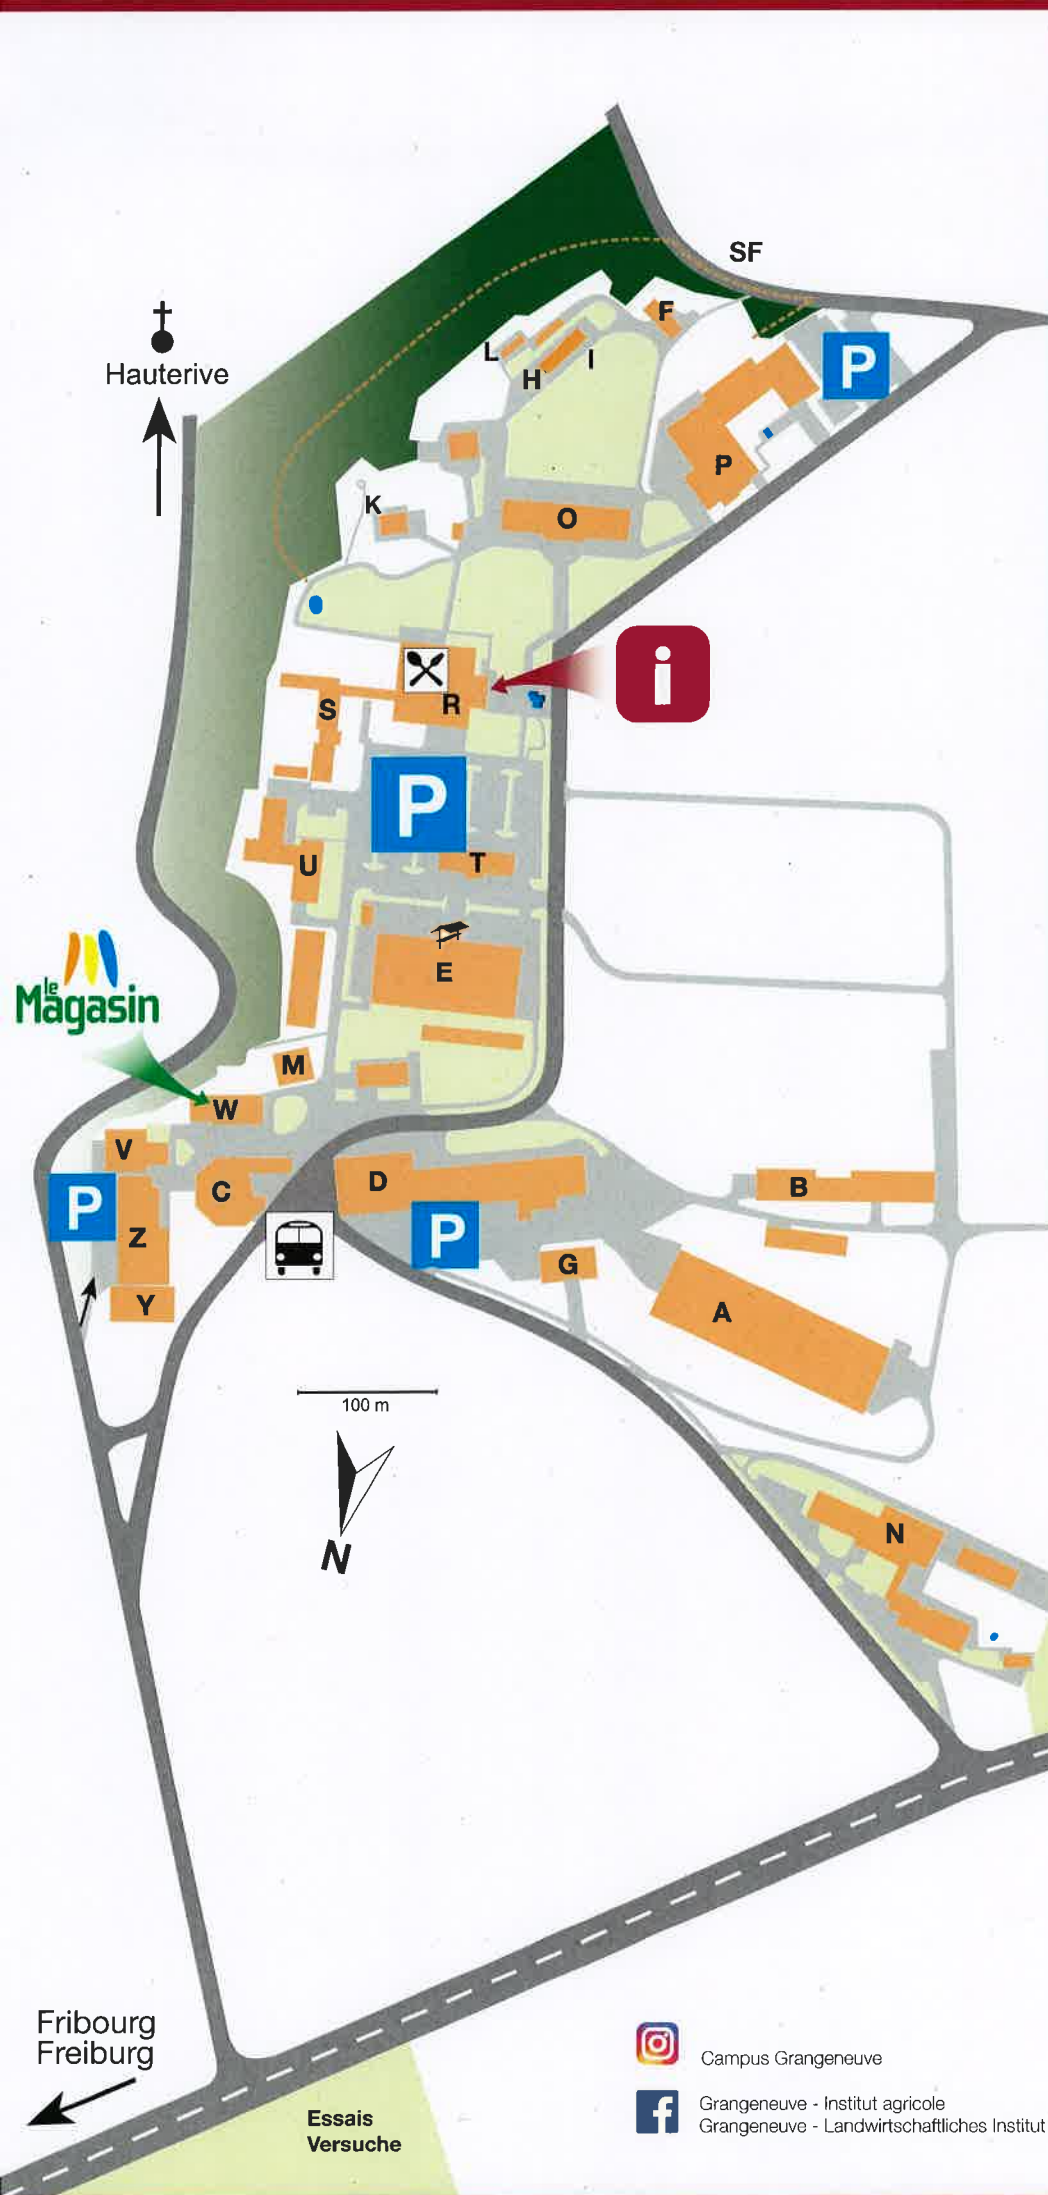 SF
F
Hauterive
L
I
H
P
P
K
O
i
S
R
P
U
T
E
le
Magasin
M
W
V
D
C
B
P
P
Z
G
Y
A
100 m
N
N
Fribourg
Freiburg
Campus Grangeneuve
Grangeneuve - Institut agricole
Grangeneuve - Landwirtschaftliches Institut
Essais
Versuche